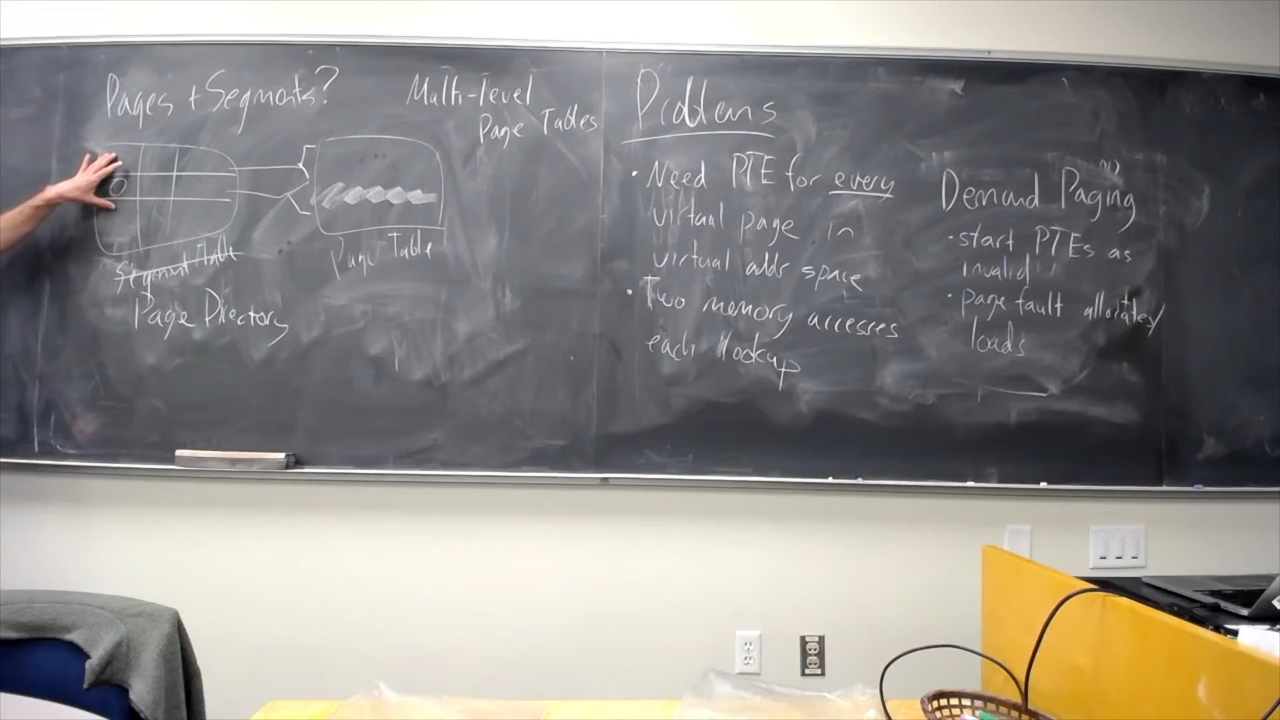 Pages + Segments?
Multi-level
Page Tables
Segment Table
Page Directory
Page Table
Problems
• Need PTE for every
virtual page in
virtual addr space
• Two memory accesses
each lookup
Demand Paging
• start PTEs as
invalid
• page fault allocates/
loads